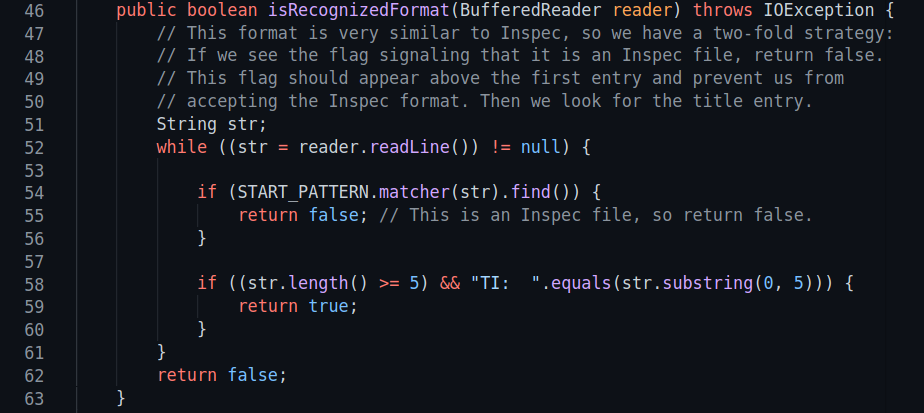 46 public boolean isRecognizedFormat(BufferedReader reader) throws IOException {
47 // This format is very similar to Inspec, so we have a two-fold strategy:
48 // If we see the flag signaling that it is an Inspec file, return false.
49 // This flag should appear above the first entry and prevent us from
50 // accepting the Inspec format. Then we look for the title entry.
51 String str;
52 while ((str = reader.readLine()) != null) {
53
54 if (START_PATTERN.matcher(str).find()) {
55 return false; // This is an Inspec file, so return false.
56 }
57
58 if ((str.length() >= 5) && "TI:  ".equals(str.substring(0, 5))) {
59 return true;
60 }
61 }
62 return false;
63 }